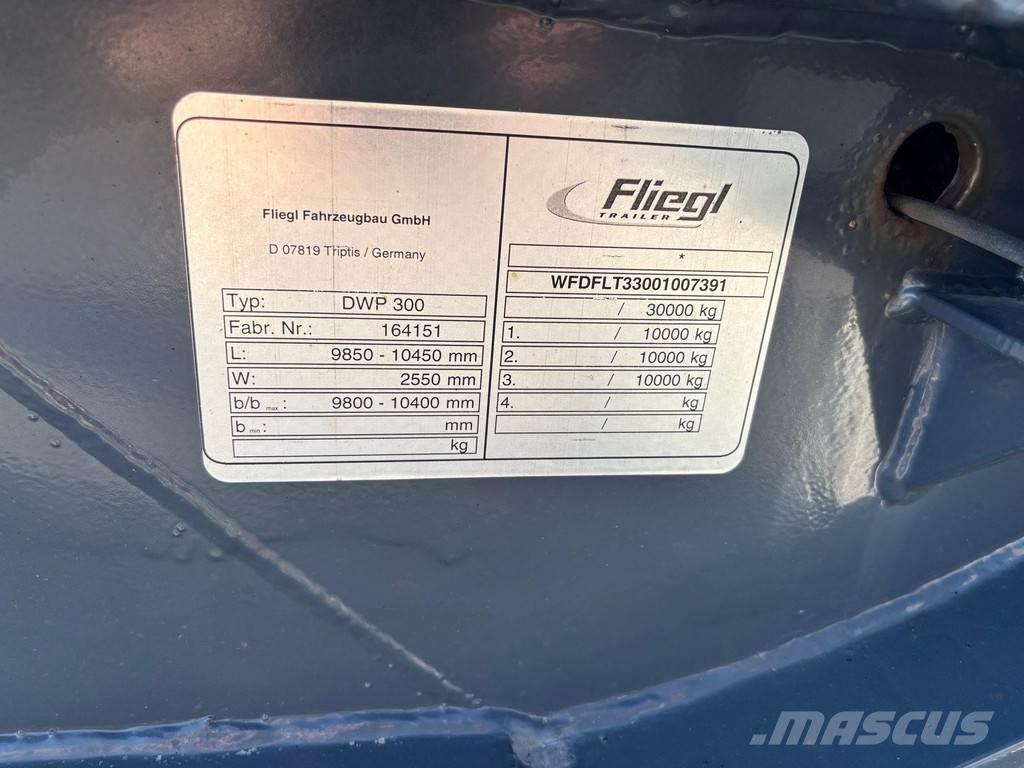 Fliegl Fahrzeugbau GmbH
D 07819 Triptis / Germany
Typ: DWP 300
Fabr. Nr.: 164151
L: 9850 - 10450 mm
W: 2550 mm
b/b max : 9800 - 10400 mm
b min : mm
kg
Fliegl
TRAILER
*
WFDFLT33001007391
/ 30000 kg
1. / 10000 kg
2. / 10000 kg
3. / 10000 kg
4. / kg
/ kg
MASCUS